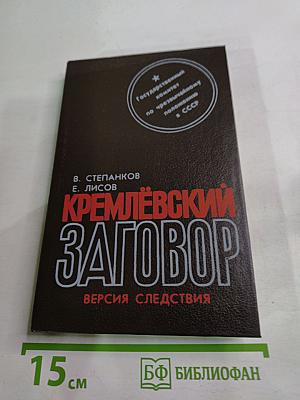 ★
Государственный
комитет
по чрезвычайному
положению
в СССР
В. СТЕПАНКОВ
Е. ЛИСОВ
КРЕМЛЁВСКИЙ
ЗАГОВОР
ВЕРСИЯ СЛЕДСТВИЯ
15 см
БФ БИБЛИОФАН